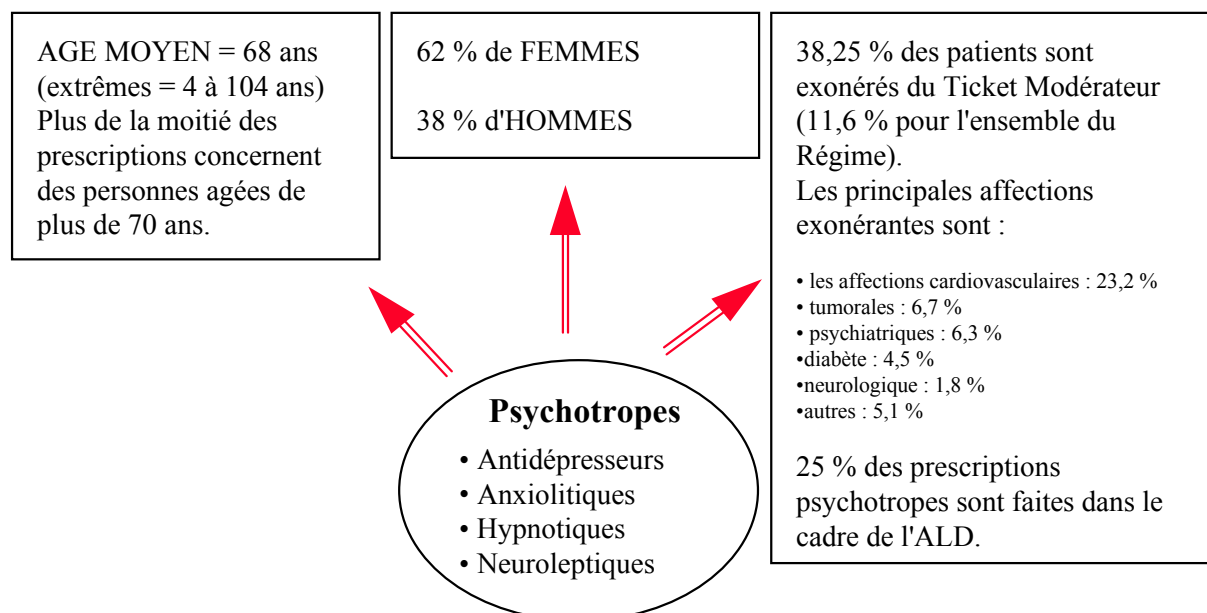 AGE MOYEN = 68 ans
(extrêmes = 4 à 104 ans)
Plus de la moitié des
prescriptions concernent
des personnes agées de
plus de 70 ans.
62 % de FEMMES
38 % d'HOMMES
38,25 % des patients sont
exonérés du Ticket Modérateur
(11,6 % pour l'ensemble du
Régime).
Les principales affections
exonérantes sont :
• les affections cardiovasculaires : 23,2 %
• tumorales : 6,7 %
• psychiatriques : 6,3 %
•diabète : 4,5 %
•neurologique : 1,8 %
•autres : 5,1 %
25 % des prescriptions
psychotropes sont faites dans le
cadre de l'ALD.
Psychotropes
• Antidépresseurs
• Anxiolitiques
• Hypnotiques
• Neuroleptiques